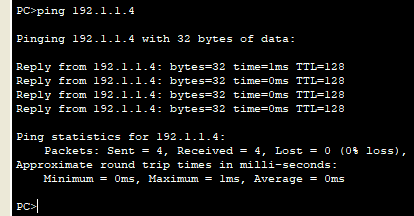 PC>ping 192.1.1.4
Pinging 192.1.1.4 with 32 bytes of data:
Reply from 192.1.1.4: bytes=32 time=1ms TTL=128
Reply from 192.1.1.4: bytes=32 time=0ms TTL=128
Reply from 192.1.1.4: bytes=32 time=0ms TTL=128
Reply from 192.1.1.4: bytes=32 time=0ms TTL=128
Ping statistics for 192.1.1.4:
Packets: Sent = 4, Received = 4, Lost = 0 (0% loss),
Approximate round trip times in milli-seconds:
Minimum = 0ms, Maximum = 1ms, Average = 0ms
PC>